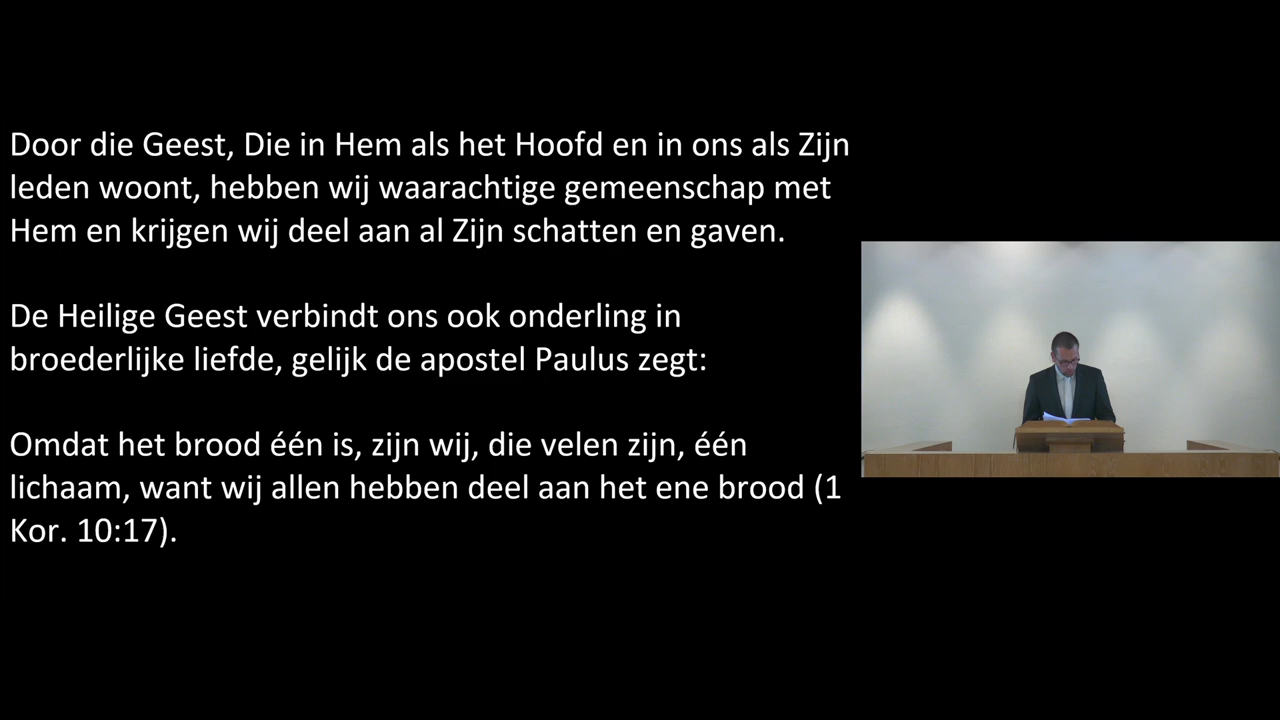 Door die Geest, Die in Hem als het Hoofd en in ons als Zijn
leden woont, hebben wij waarachtige gemeenschap met
Hem en krijgen wij deel aan al Zijn schatten en gaven.
De Heilige Geest verbindt ons ook onderling in
broederlijke liefde, gelijk de apostel Paulus zegt:
Omdat het brood één is, zijn wij, die velen zijn, één
lichaam, want wij allen hebben deel aan het ene brood (1
Kor. 10:17).